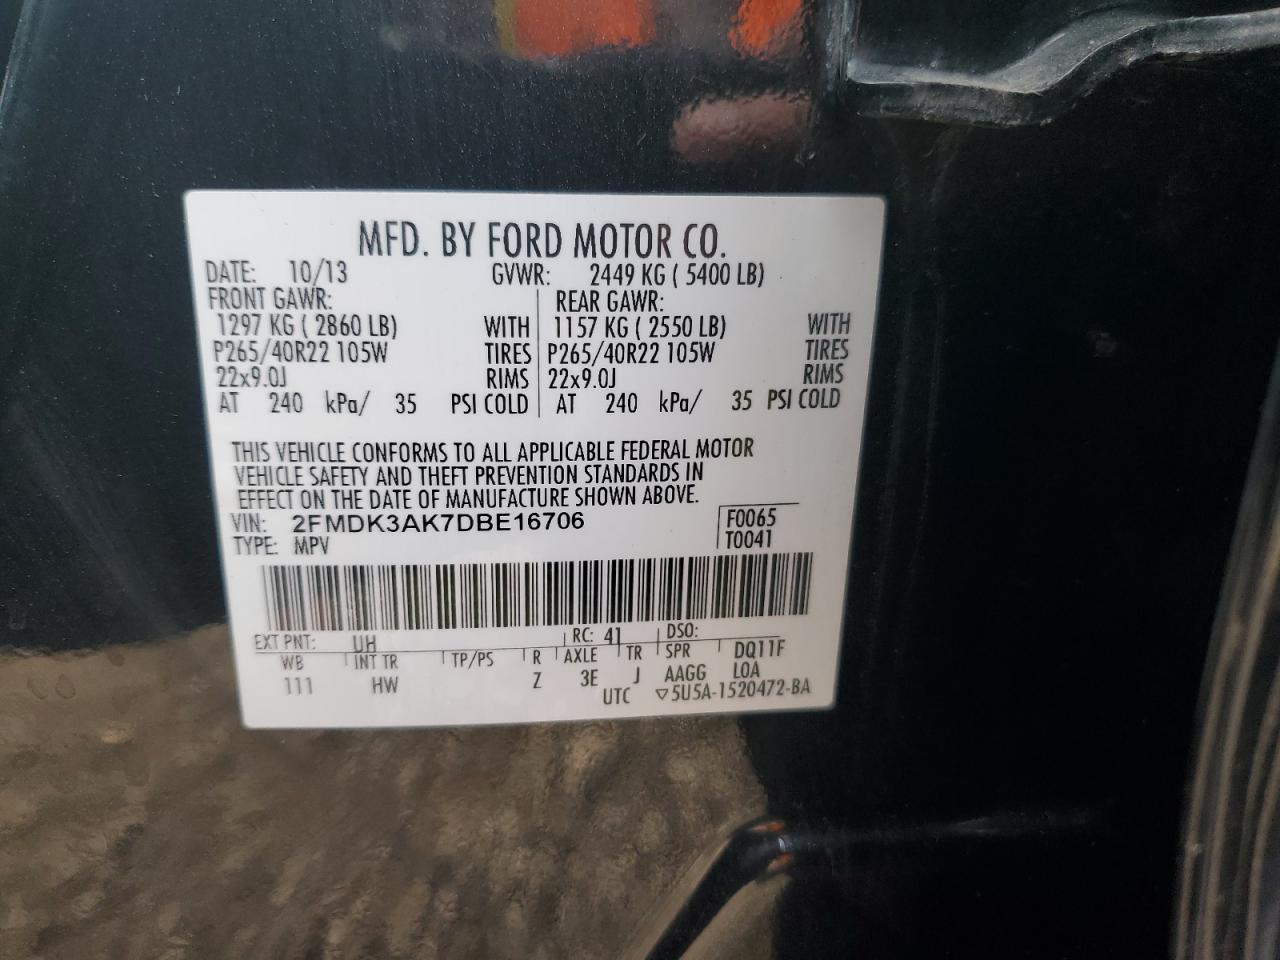 MFD. BY FORD MOTOR CO.
DATE: 10/13 GVWR: 2449 KG ( 5400 LB)
FRONT GAWR: REAR GAWR:
1297 KG ( 2860 LB) WITH 1157 KG ( 2550 LB) WITH
P265/40R22 105W TIRES P265/40R22 105W TIRES
22x9.0J RIMS 22x9.0J RIMS
AT 240 kPa/ 35 PSI COLD AT 240 kPa/ 35 PSI COLD
THIS VEHICLE CONFORMS TO ALL APPLICABLE FEDERAL MOTOR
VEHICLE SAFETY AND THEFT PREVENTION STANDARDS IN
EFFECT ON THE DATE OF MANUFACTURE SHOWN ABOVE.
VIN: 2FMDK3AK7DBE16706 F0065
TYPE: MPV T0041
EXT PNT: UH RC: 41 DSO:
WB INT TR TP/PS R AXLE TR SPR DQ11F
111 HW Z 3E J AAGG LOA
UTC ▽5U5A-1520472-BA